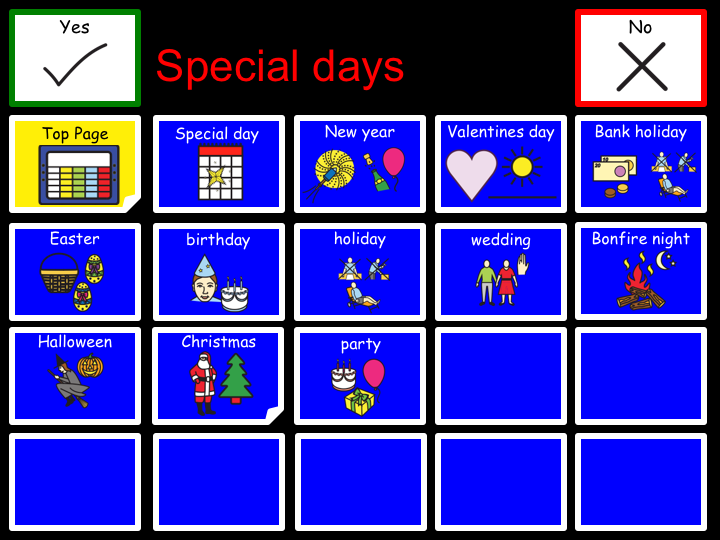 Yes
Special days
No
Top Page
Special day
New year
Valentines day
Bank holiday
Easter
birthday
holiday
wedding
Bonfire night
Halloween
Christmas
party